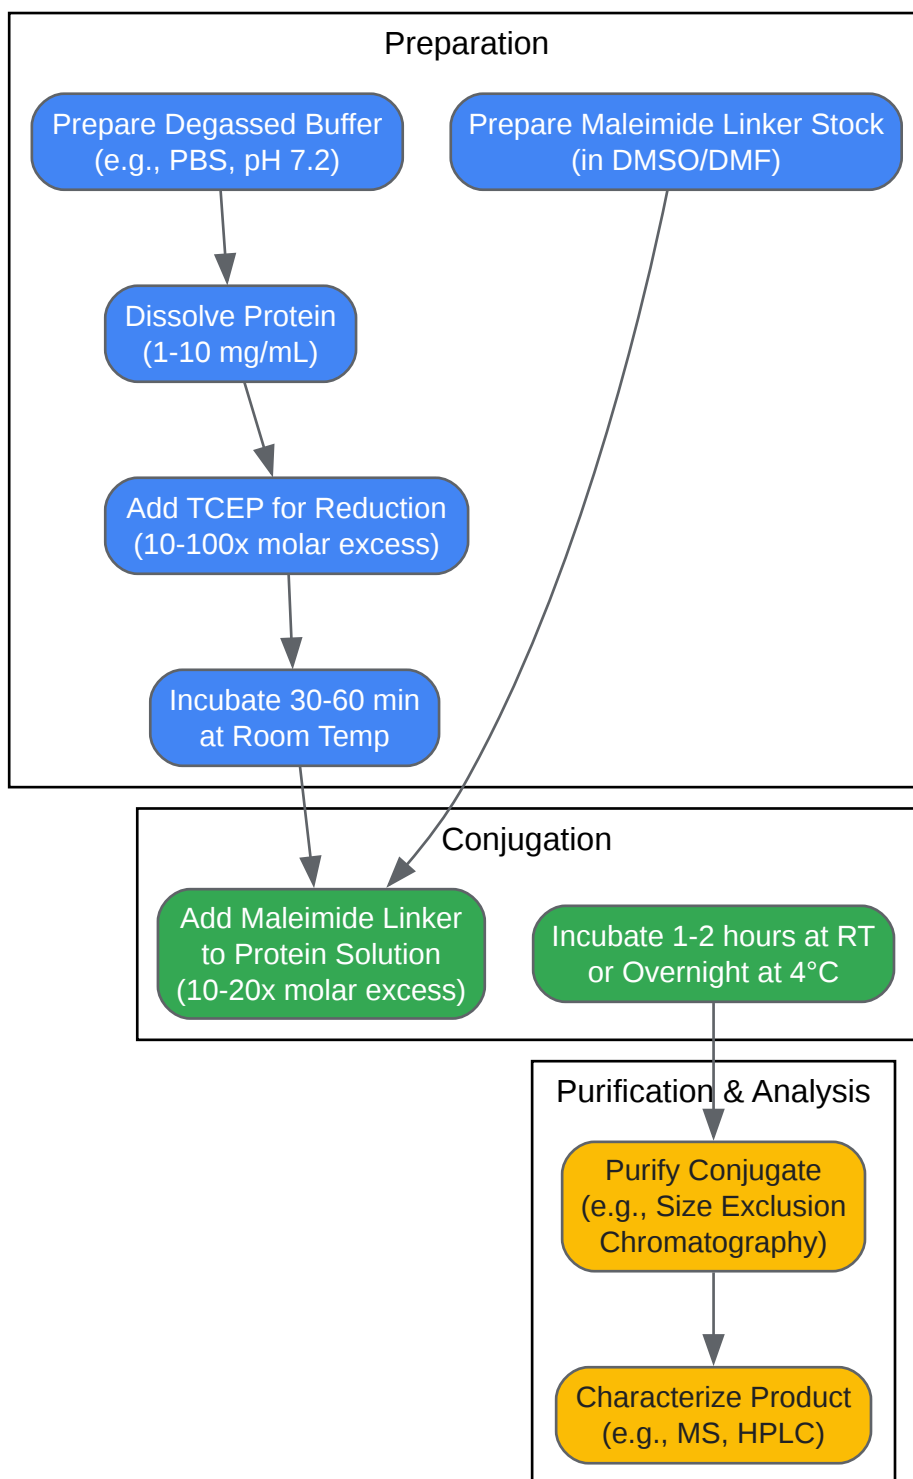 Preparation
Prepare Degassed Buffer
(e.g., PBS, pH 7.2)
Prepare Maleimide Linker Stock
(in DMSO/DMF)
Dissolve Protein
(1-10 mg/mL)
Add TCEP for Reduction
(10-100x molar excess)
Incubate 30-60 min
at Room Temp
Conjugation
Add Maleimide Linker
to Protein Solution
(10-20x molar excess)
Incubate 1-2 hours at RT
or Overnight at 4°C
Purification & Analysis
Purify Conjugate
(e.g., Size Exclusion
Chromatography)
Characterize Product
(e.g., MS, HPLC)